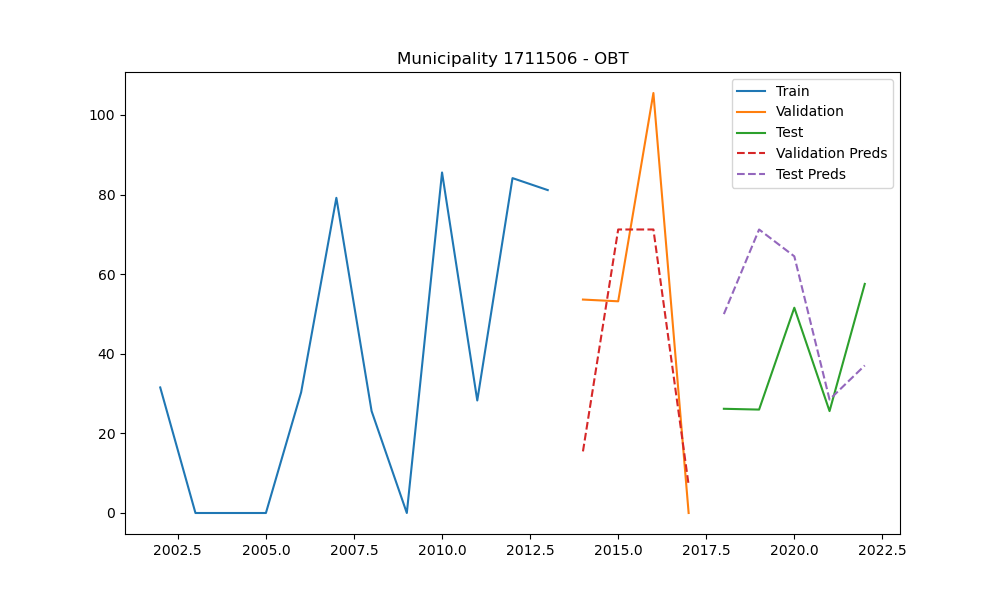 Municipality 1711506 - OBT
Train
Validation
Test
Validation Preds
Test Preds
100
80
60
40
20
0
2002.5 2005.0 2007.5 2010.0 2012.5 2015.0 2017.5 2020.0 2022.5